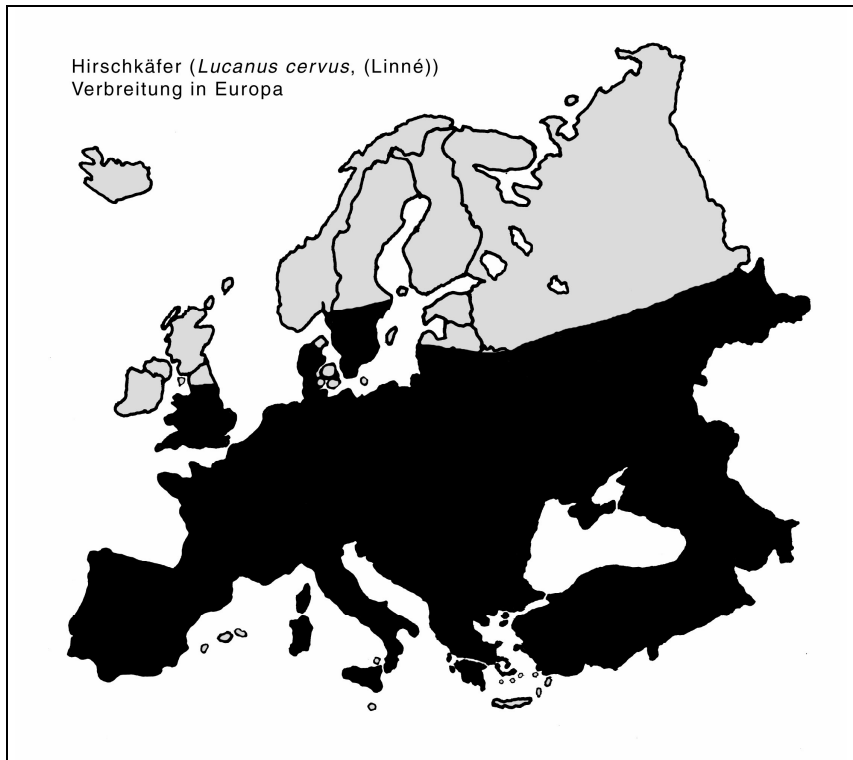 Hirschkäfer (Lucanus cervus, (Linné))
Verbreitung in Europa